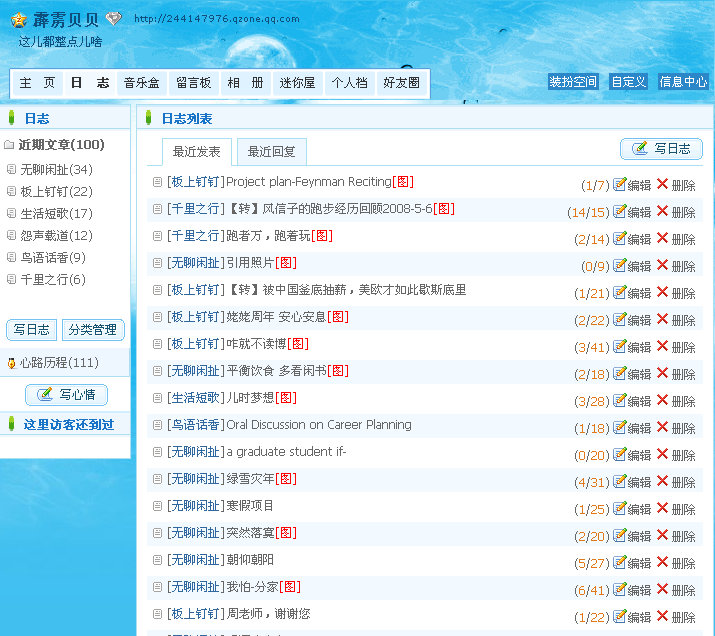 霹雳贝贝 http://244147976.qzone.qq.com
这儿都整点儿啥
主 页 日 志 音乐盒 留言板 相 册 迷你屋 个人档 好友圈 装扮空间 自定义 信息中心
日志
近期文章(100)
无聊闲扯(34)
板上钉钉(22)
生活短歌(17)
怨声载道(12)
鸟语话香(9)
千里之行(6)
写日志 分类管理
心路历程(111)
写心情
这里访客还到过
日志列表
最近发表 最近回复 写日志
[板上钉钉]Project plan-Feynman Reciting[图] (1/7) 编辑 删除
[千里之行]【转】风信子的跑步经历回顾2008-5-6[图] (14/15) 编辑 删除
[千里之行]跑者万，跑着玩[图] (2/14) 编辑 删除
[无聊闲扯]引用照片[图] (0/9) 编辑 删除
[板上钉钉]【转】被中国釜底抽薪，美欧才如此歇斯底里 (1/21) 编辑 删除
[板上钉钉]姥姥周年 安心安息[图] (2/22) 编辑 删除
[板上钉钉]咋就不读博[图] (3/41) 编辑 删除
[无聊闲扯]平衡饮食 多看闲书[图] (2/18) 编辑 删除
[生活短歌]儿时梦想[图] (3/28) 编辑 删除
[鸟语话香]Oral Discussion on Career Planning (1/18) 编辑 删除
[无聊闲扯]a graduate student if- (0/20) 编辑 删除
[无聊闲扯]绿雪灾年[图] (4/31) 编辑 删除
[无聊闲扯]寒假项目 (1/25) 编辑 删除
[无聊闲扯]突然落寞[图] (2/20) 编辑 删除
[无聊闲扯]朝仰朝阳 (5/27) 编辑 删除
[无聊闲扯]我怕-分家[图] (6/41) 编辑 删除
[板上钉钉]周老师，谢谢您 (1/22) 编辑 删除